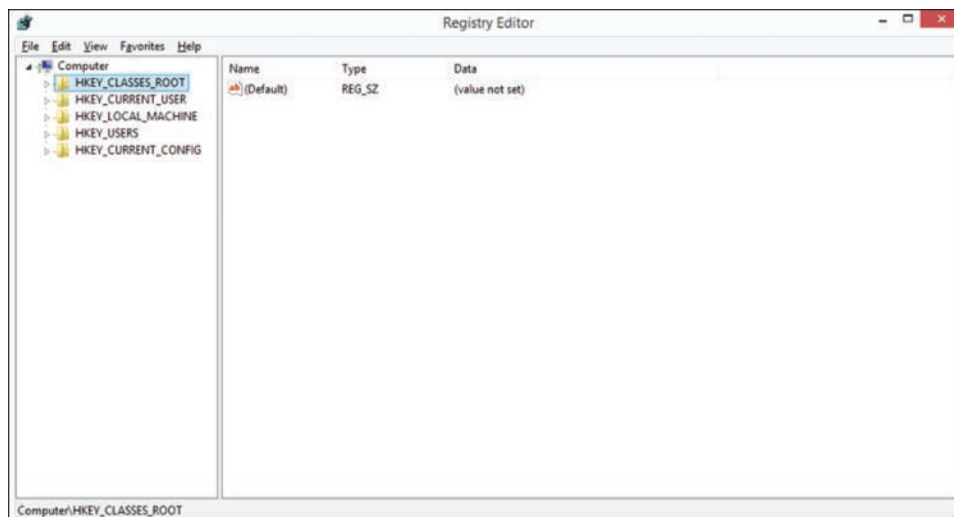 Registry Editor
File Edit View Favorites Help
Computer
HKEY_CLASSES_ROOT
HKEY_CURRENT_USER
HKEY_LOCAL_MACHINE
HKEY_USERS
HKEY_CURRENT_CONFIG
Name Type Data
ab (Default) REG_SZ (value not set)
Computer\HKEY_CLASSES_ROOT